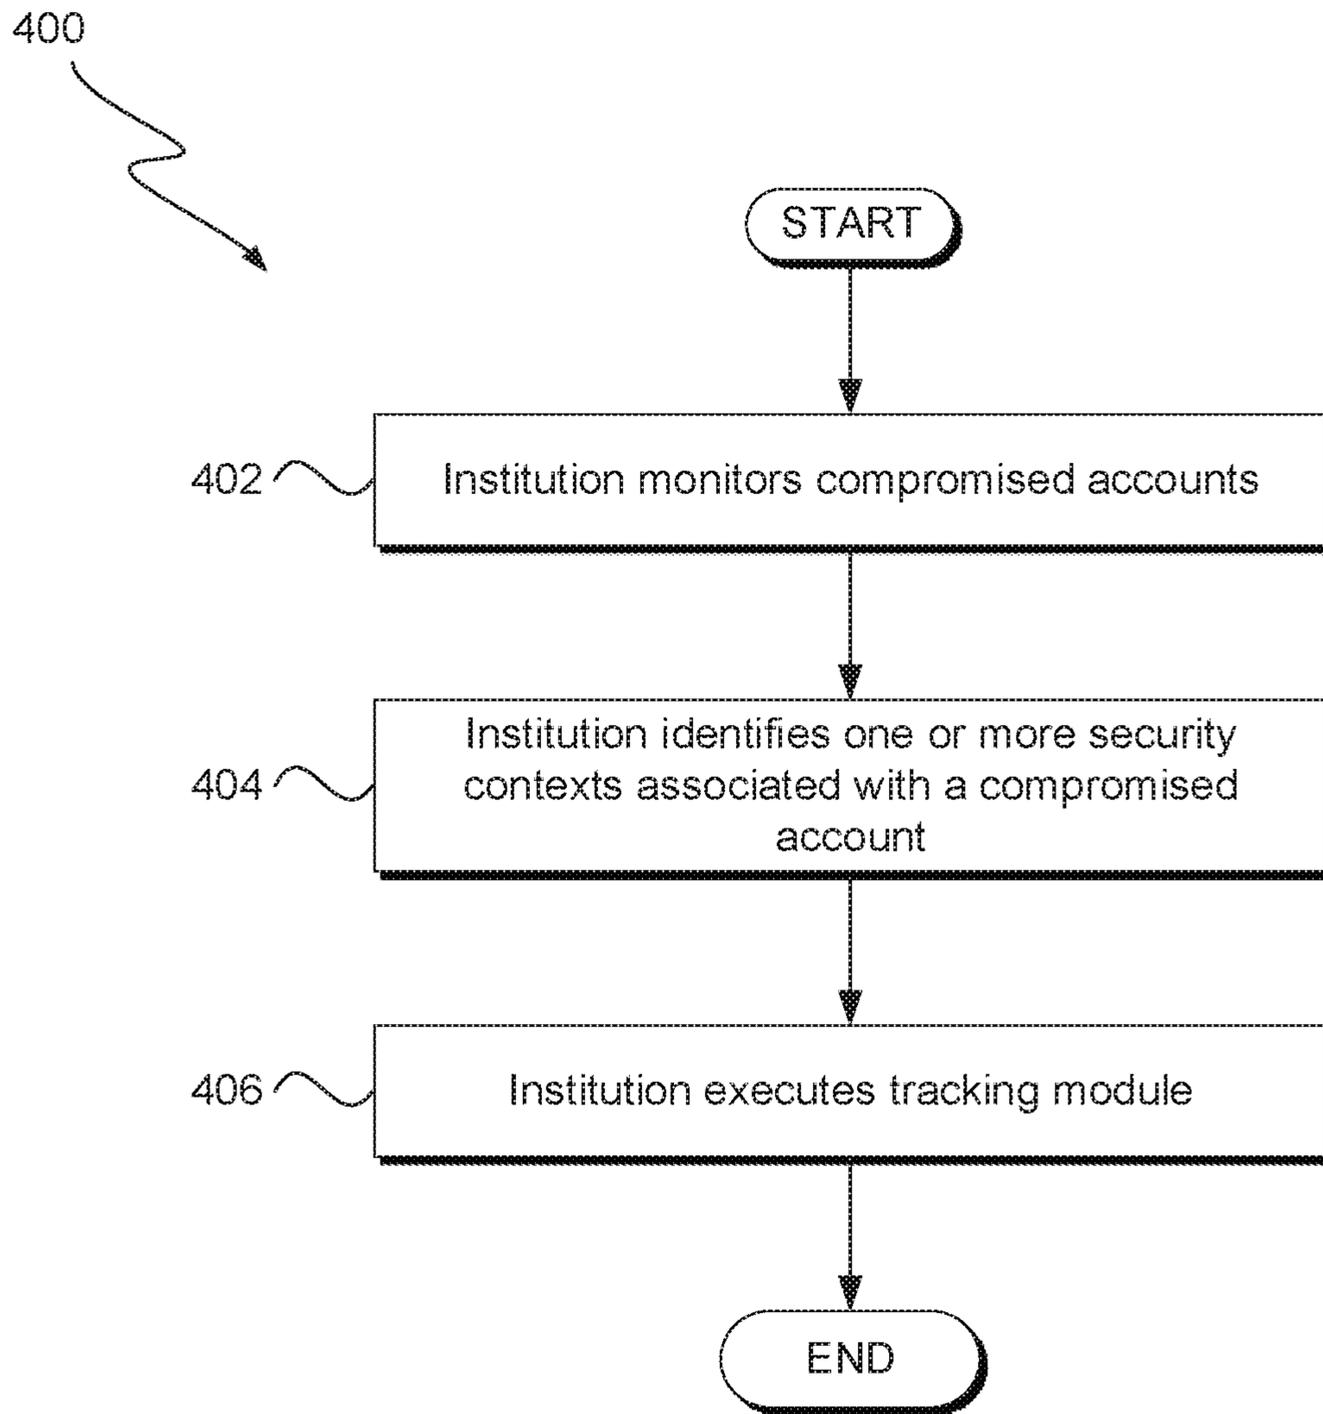 400
START
402
Institution monitors compromised accounts
404
Institution identifies one or more security
contexts associated with a compromised
account
406
Institution executes tracking module
END